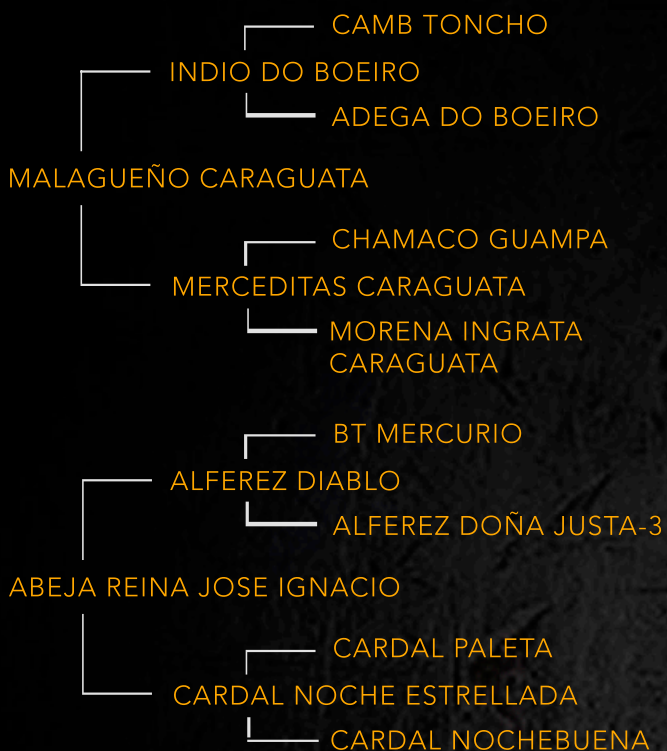 CAMB TONCHO
INDIO DO BOEIRO
ADEGA DO BOEIRO
MALAGUEÑO CARAGUATA
CHAMACO GUAMPA
MERCEDITAS CARAGUATA
MORENA INGRATA
CARAGUATA
BT MERCURIO
ALFEREZ DIABLO
ALFEREZ DOÑA JUSTA-3
ABEJA REINA JOSE IGNACIO
CARDAL PALETA
CARDAL NOCHE ESTRELLADA
CARDAL NOCHEBUENA